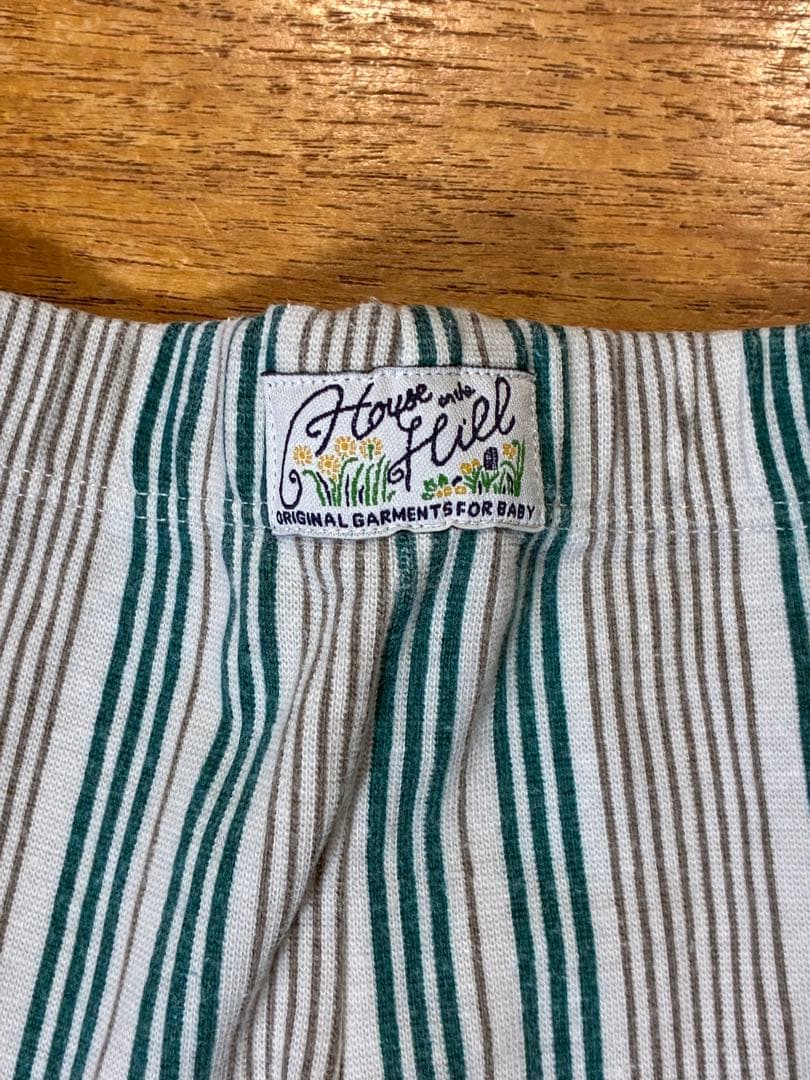 House on the
Hill
ORIGINAL GARMENTS FOR BABY